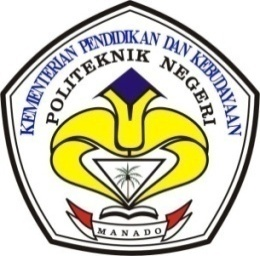 KEMENTERIAN PENDIDIKAN DAN KEBUDAYAAN
POLITEKNIK NEGERI
MANADO